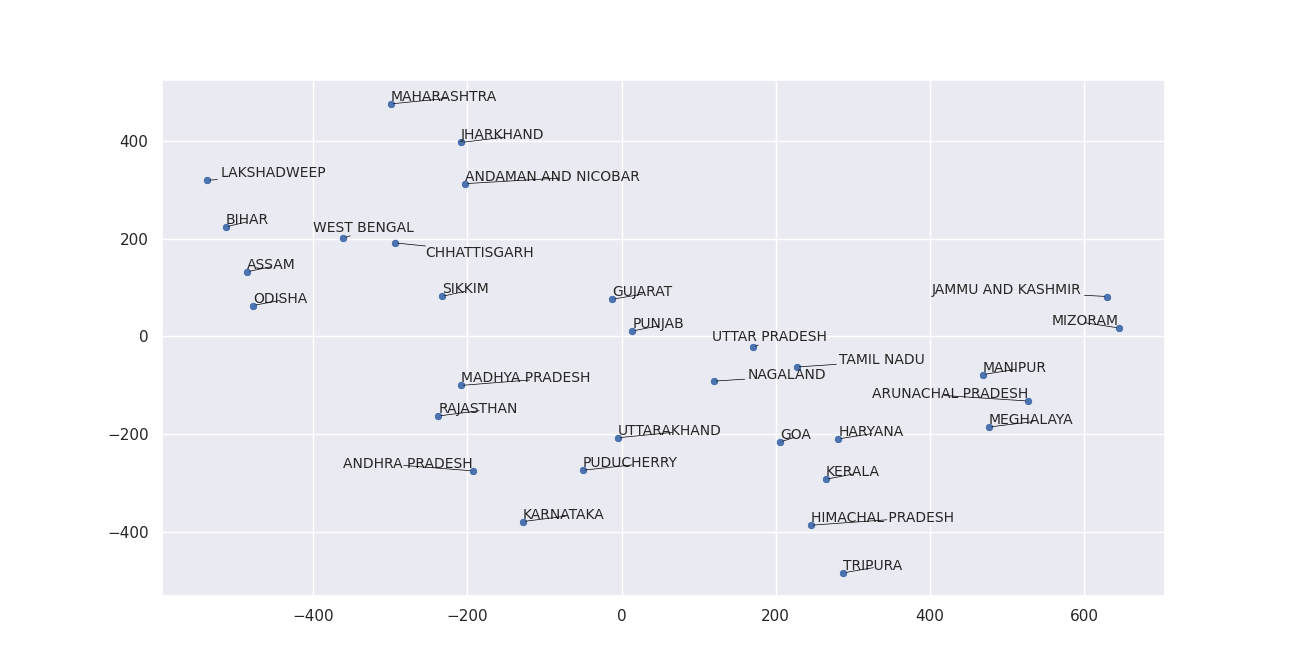 MAHARASHTRA
400
JHARKHAND
LAKSHADWEEP
ANDAMAN AND NICOBAR
BIHAR
WEST BENGAL
200
CHHATTISGARH
ASSAM
SIKKIM
GUJARAT
JAMMU AND KASHMIR
ODISHA
PUNJAB
MIZORAM
0
UTTAR PRADESH
TAMIL NADU
MADHYA PRADESH
NAGALAND
MANIPUR
ARUNACHAL PRADESH
RAJASTHAN
MEGHALAYA
−200
UTTARAKHAND
GOA
HARYANA
ANDHRA PRADESH
PUDUCHERRY
KERALA
KARNATAKA
HIMACHAL PRADESH
−400
TRIPURA
−400 −200 0 200 400 600